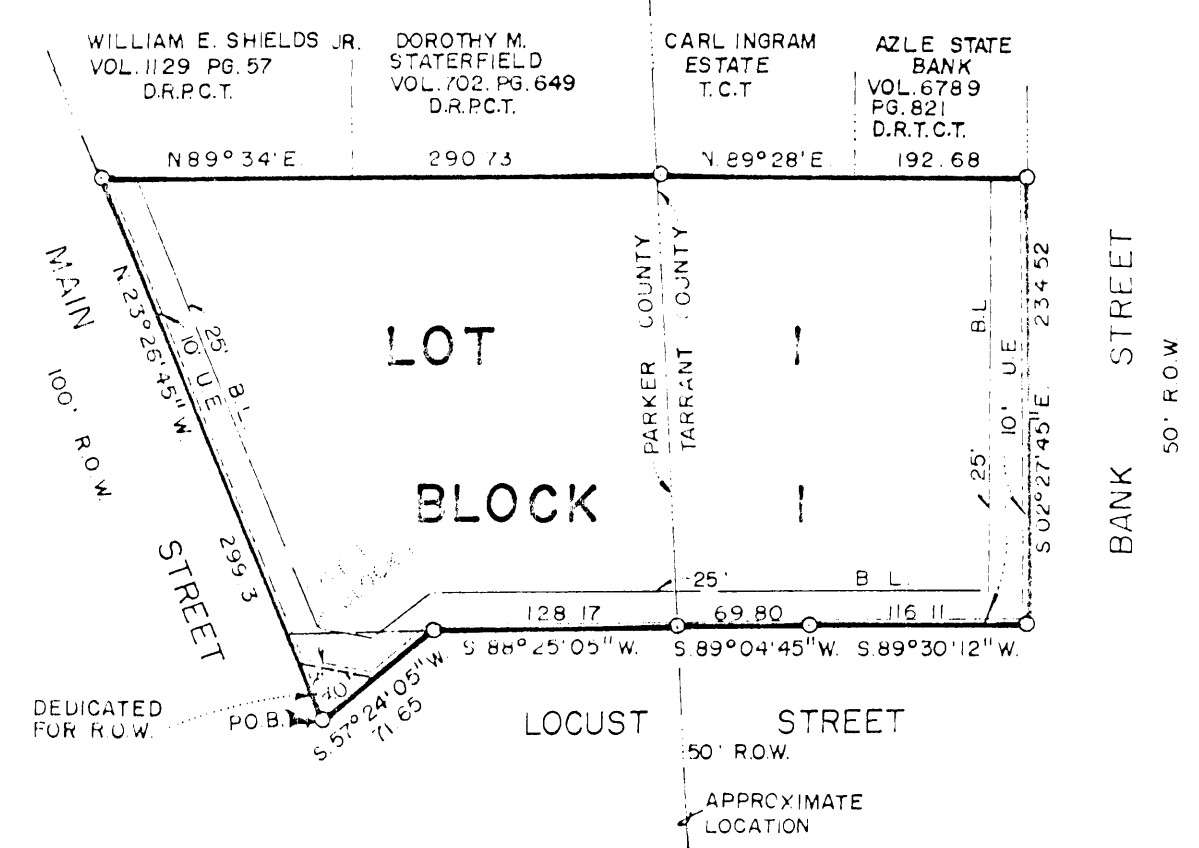 WILLIAM E. SHIELDS JR.
VOL. 1129 PG. 57
D.R.P.C.T.
DOROTHY M.
STATERFIELD
VOL. 702. PG. 649
D.R.P.C.T.
CARL INGRAM
ESTATE
T.C.T
AZLE STATE
BANK
VOL. 6789
PG. 821
D.R.T.C.T.
N 89° 34' E.
290.73
N. 89° 28' E.
192.68
MAIN
STREET
100' R.O.W.
N. 23° 26' 45" W.
299.3
10' U E
25' B L
LOT 1
BLOCK 1
PARKER COUNTY
TARRANT COUNTY
25' B.L
10' U.E
S 02° 27' 45" E. 234 52
BANK STREET
50' R.O.W.
25' B L.
128.17
69.80
116 11
S 88° 25' 05" W.
S. 89° 04' 45" W.
S. 89° 30' 12" W.
S. 57° 24' 05" W.
71.65
DEDICATED
FOR R.O.W.
P.O.B.
LOCUST STREET
50' R.O.W.
APPROXIMATE
LOCATION